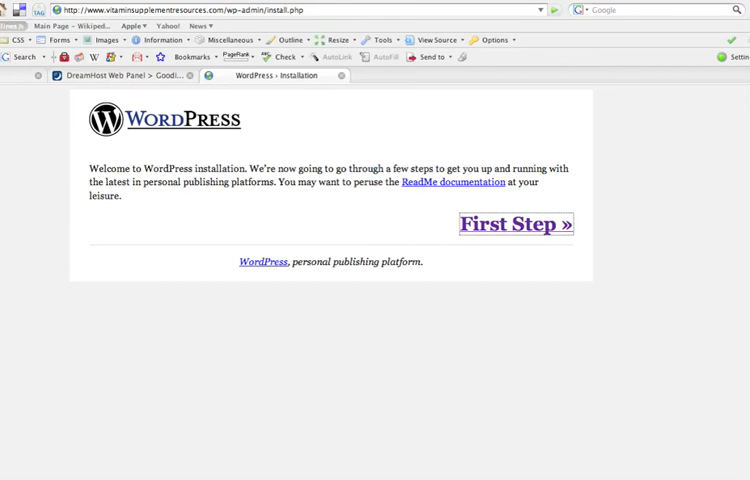 http://www.vitaminsupplementresources.com/wp-admin/install.php
Google
Main Page - Wikiped... Apple Yahoo! News
CSS Forms Images Information Miscellaneous Outline Resize Tools View Source Options
Search PageRank Bookmarks Check AutoLink AutoFill Send to
DreamHost Web Panel > Goodi... WordPress › Installation
WORDPRESS
Welcome to WordPress installation. We're now going to go through a few steps to get you up and running with
the latest in personal publishing platforms. You may want to peruse the ReadMe documentation at your
leisure.
First Step »
WordPress, personal publishing platform.